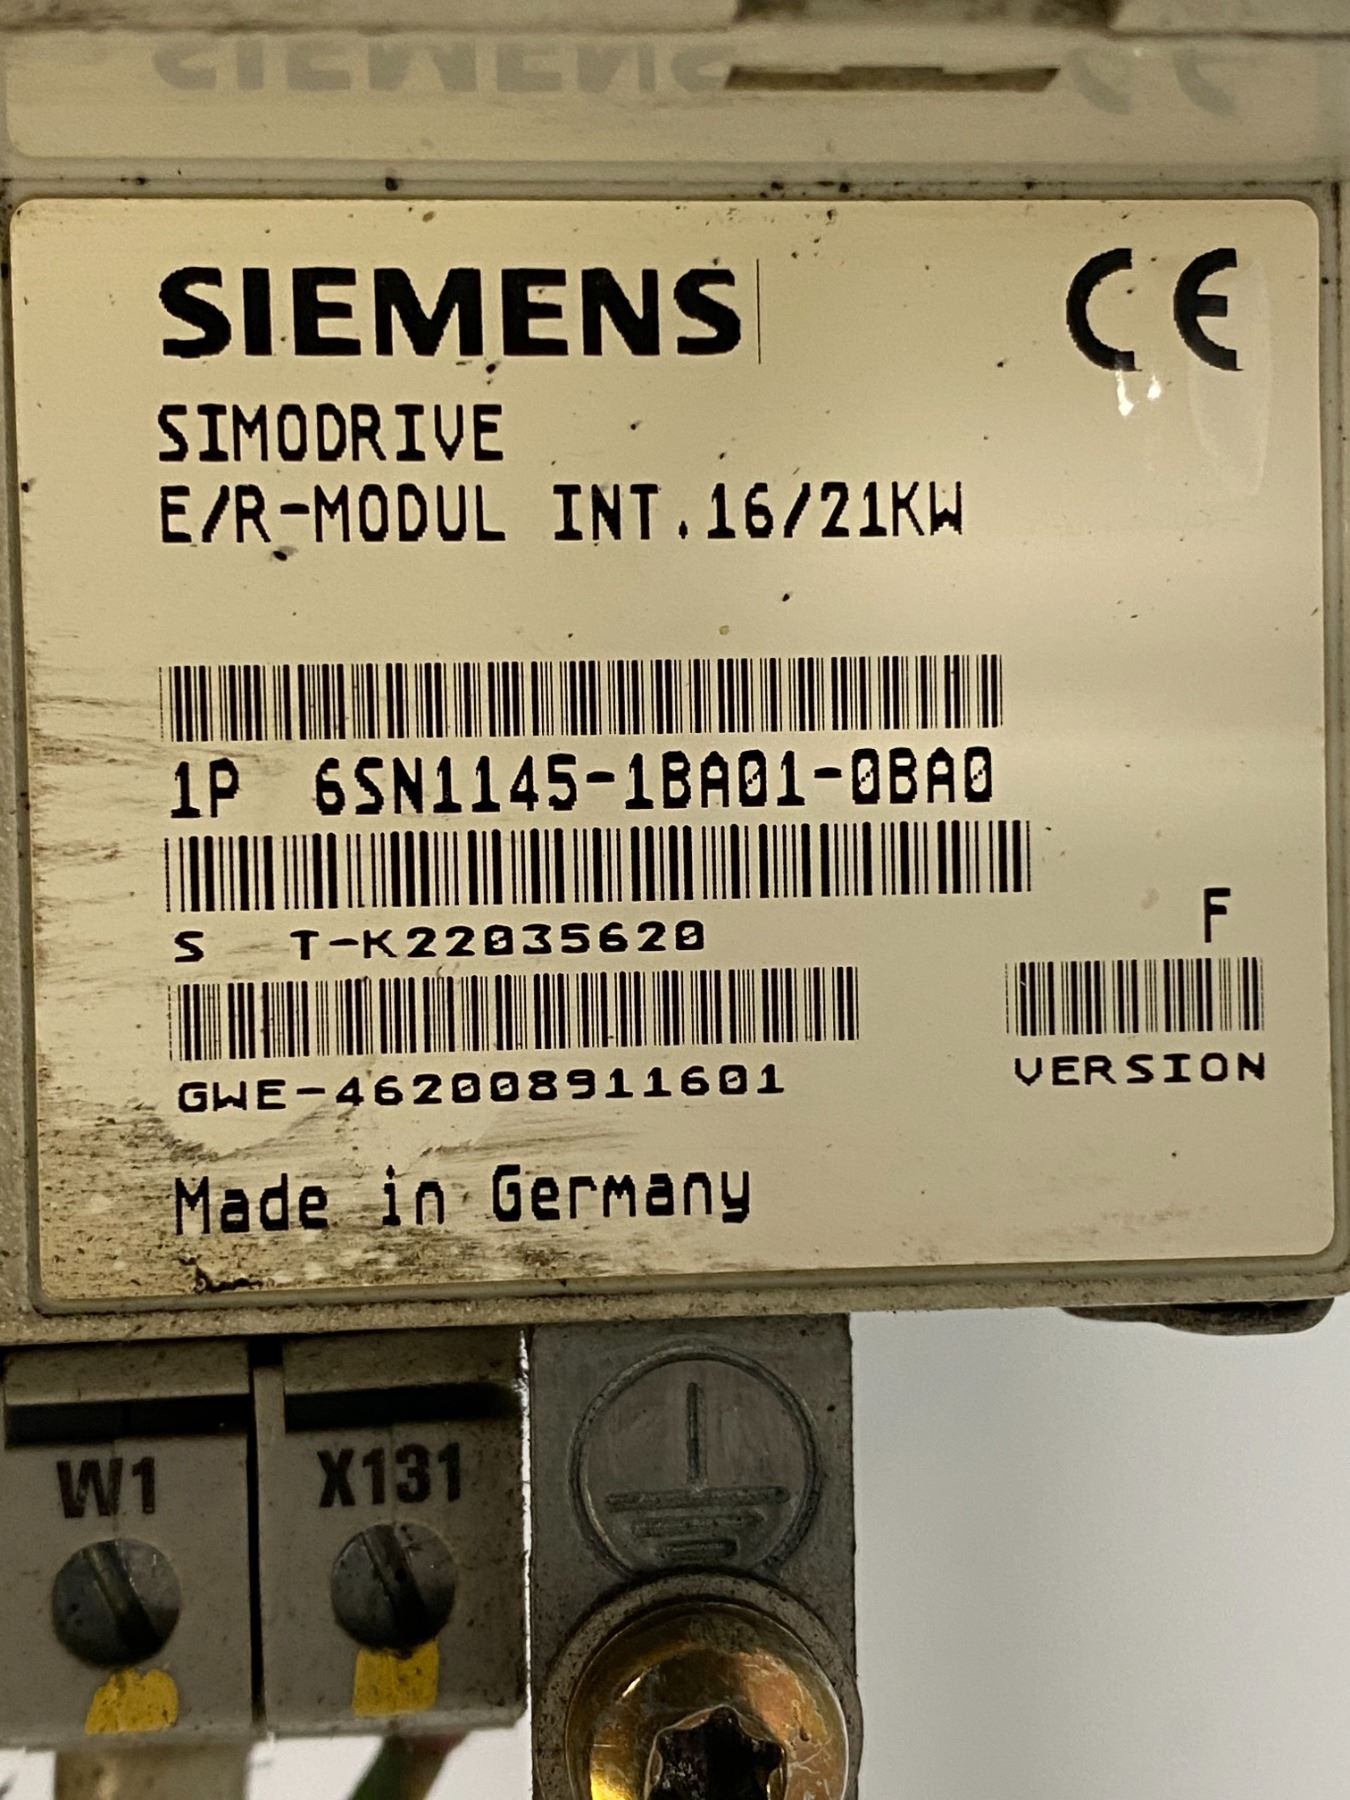 SIEMENS
SIEMENS CE
SIMODRIVE
E/R-MODUL INT.16/21KW
1P 6SN1145-1BA01-0BA0
S T-K22035620
F
GWE-462008911601
VERSION
Made in Germany
W1
X131